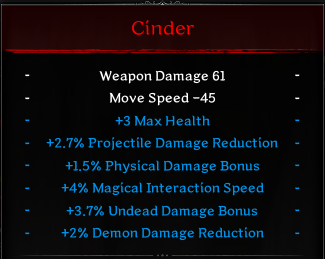 Cinder
- Weapon Damage 61 -
- Move Speed -45 -
- +3 Max Health -
- +2.7% Projectile Damage Reduction -
- +1.5% Physical Damage Bonus -
- +4% Magical Interaction Speed -
- +3.7% Undead Damage Bonus -
- +2% Demon Damage Reduction -